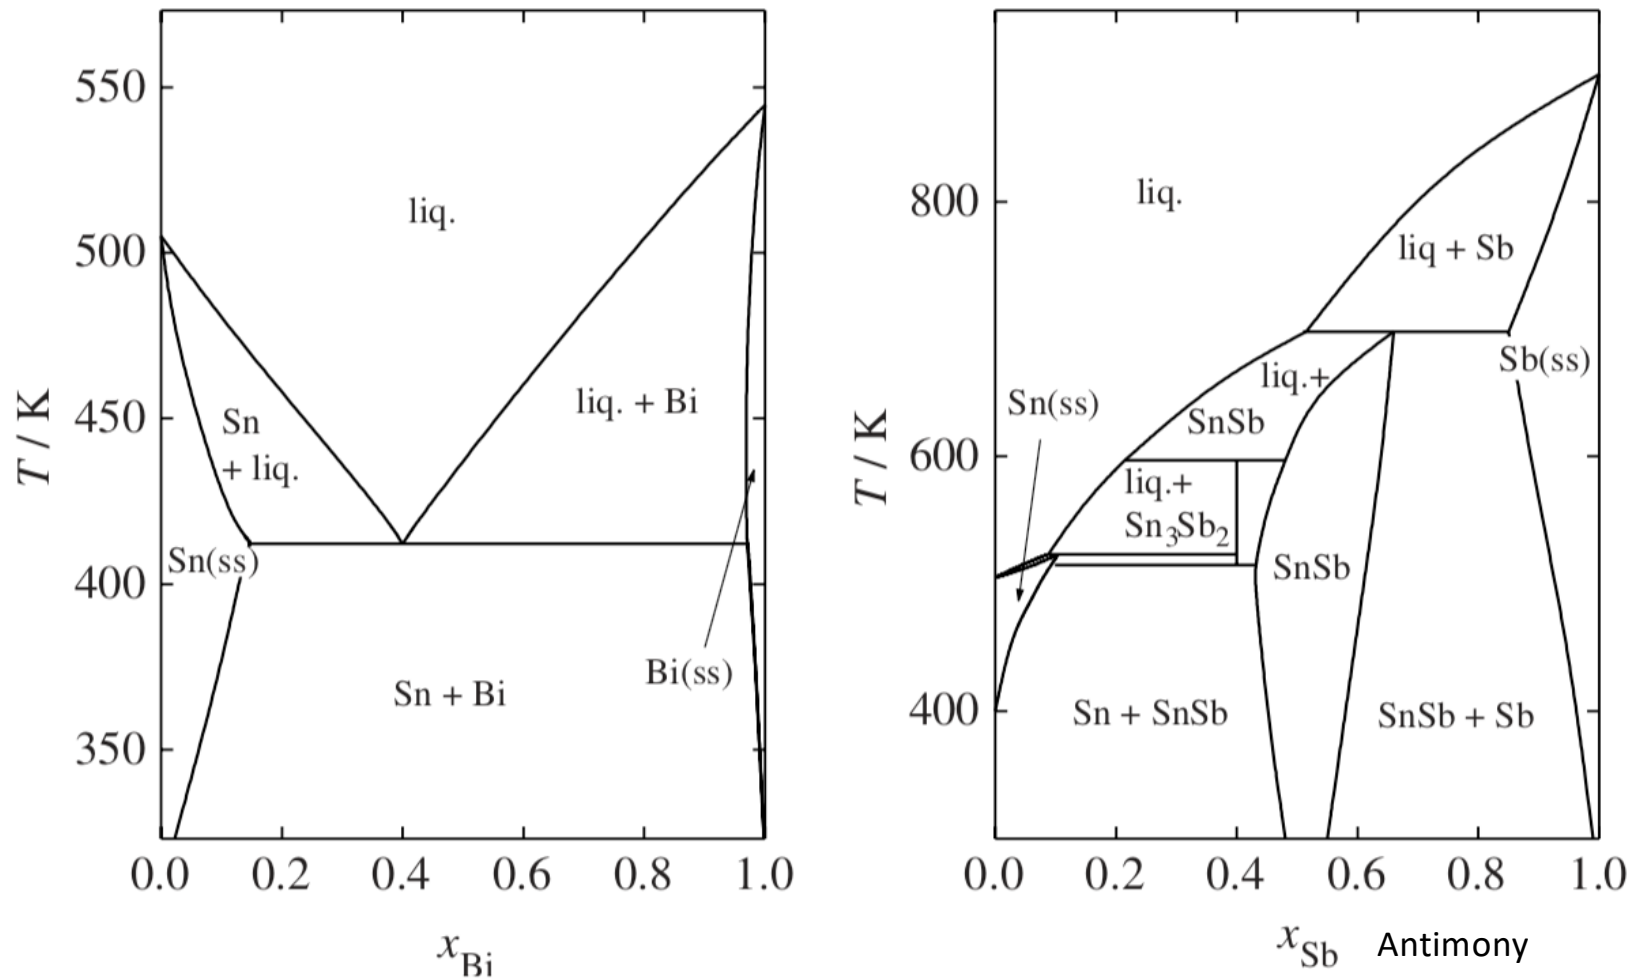 550
500
450
400
350
T / K
liq.
Sn
+ liq.
liq. + Bi
Sn(ss)
Bi(ss)
Sn + Bi
0.0 0.2 0.4 0.6 0.8 1.0
xBi
800
600
400
T / K
liq.
liq + Sb
Sb(ss)
liq.+
SnSb
Sn(ss)
liq.+
Sn3Sb2
SnSb
Sn + SnSb
SnSb + Sb
0.0 0.2 0.4 0.6 0.8 1.0
xSb Antimony